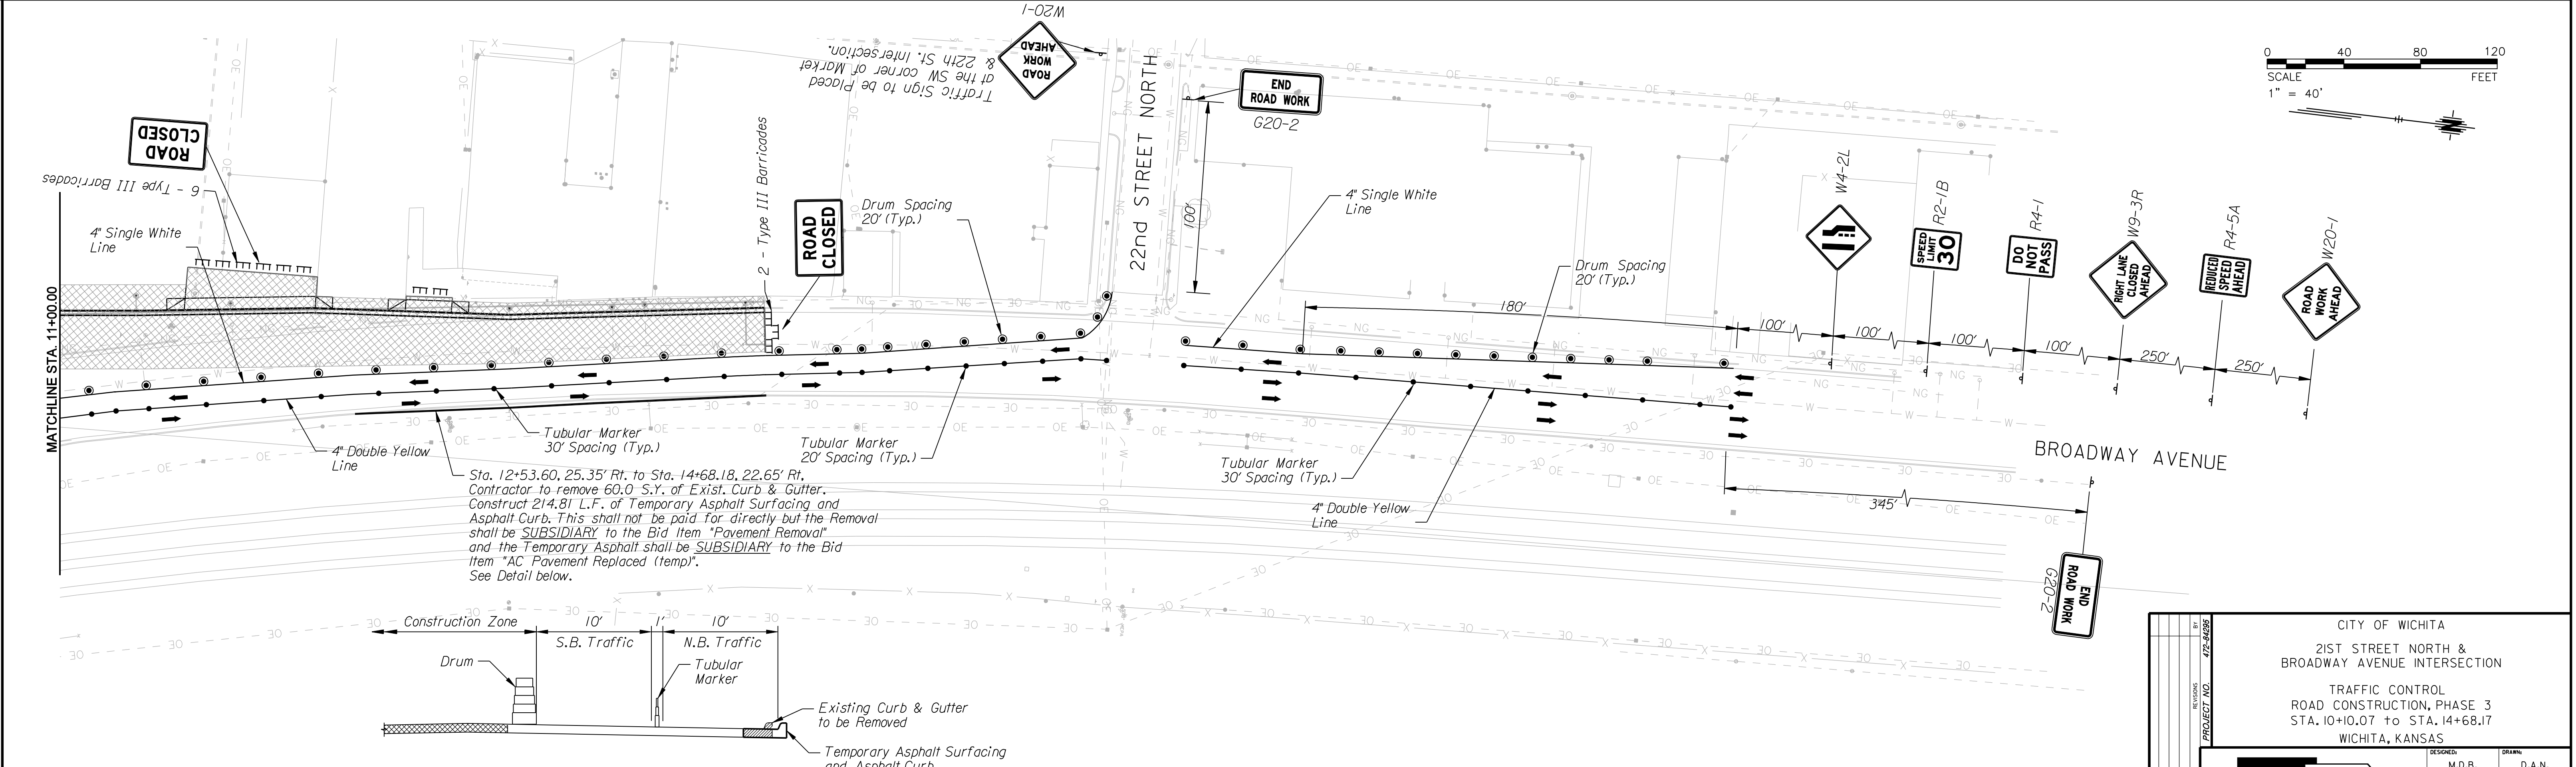 W20-1
ROAD
WORK
AHEAD
Traffic Sign to be Placed
at the SW corner of Market
& 22th St. Intersection.
22nd STREET NORTH
END
ROAD WORK
G20-2
100'
0 40 80 120
SCALE FEET
1" = 40'
N
ROAD
CLOSED
6 - Type III Barricades
4" Single White
Line
2 - Type III Barricades
ROAD
CLOSED
Drum Spacing
20' (Typ.)
4" Single White
Line
Drum Spacing
20' (Typ.)
180'
100'
100'
100'
100'
250'
250'
W4-2L
R2-1B
SPEED
LIMIT
30
R4-1
DO
NOT
PASS
W9-3R
RIGHT LANE
CLOSED
AHEAD
R4-5A
REDUCED
SPEED
AHEAD
W20-1
ROAD
WORK
AHEAD
MATCHLINE STA. 11+00.00
4" Double Yellow
Line
Tubular Marker
30' Spacing (Typ.)
Tubular Marker
20' Spacing (Typ.)
Tubular Marker
30' Spacing (Typ.)
4" Double Yellow
Line
BROADWAY AVENUE
345'
END
ROAD WORK
G20-2
Sta. 12+53.60, 25.35' Rt. to Sta. 14+68.18, 22.65' Rt.
Contractor to remove 60.0 S.Y. of Exist. Curb & Gutter.
Construct 214.81 L.F. of Temporary Asphalt Surfacing and
Asphalt Curb. This shall not be paid for directly but the Removal
shall be SUBSIDIARY to the Bid Item "Pavement Removal"
and the Temporary Asphalt shall be SUBSIDIARY to the Bid
Item "AC Pavement Replaced (temp)".
See Detail below.
Construction Zone
10'
1'
10'
S.B. Traffic
N.B. Traffic
Drum
Tubular
Marker
Existing Curb & Gutter
to be Removed
Temporary Asphalt Surfacing
and Asphalt Curb
BY
REVISIONS
PROJECT NO. 472-84295
CITY OF WICHITA
21ST STREET NORTH &
BROADWAY AVENUE INTERSECTION
TRAFFIC CONTROL
ROAD CONSTRUCTION, PHASE 3
STA. 10+10.07 to STA. 14+68.17
WICHITA, KANSAS
DESIGNED: DRAWN:
M.D.B. D.A.N.